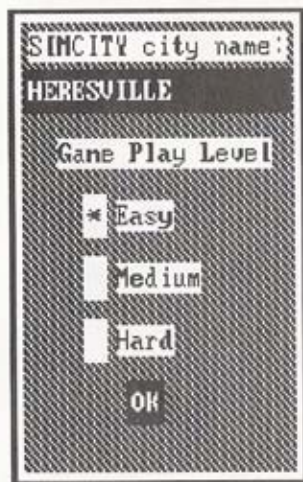 SIMCITY city name:
HERESVILLE
Game Play Level
* Easy
Medium
Hard
OK